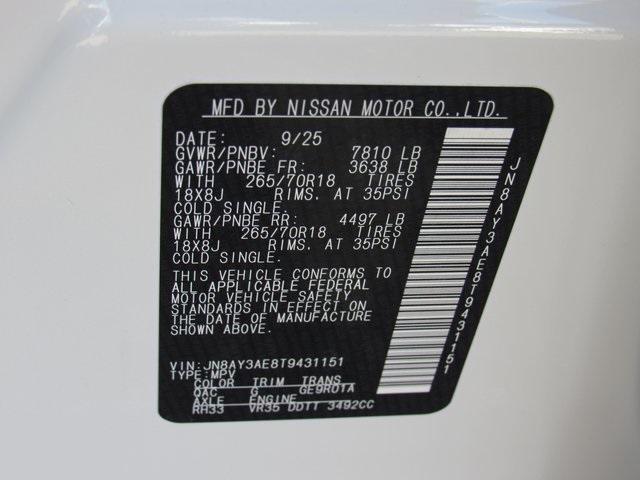 MFD BY NISSAN MOTOR CO.,LTD.
DATE: 9/25
GVWR/PNBV: 7810 LB
GAWR/PNBE FR: 3638 LB
WITH 265/70R18 TIRES
18X8J RIMS. AT 35PSI
COLD SINGLE.
GAWR/PNBE RR: 4497 LB
WITH 265/70R18 TIRES
18X8J RIMS. AT 35PSI
COLD SINGLE.
THIS VEHICLE CONFORMS TO
ALL APPLICABLE FEDERAL
MOTOR VEHICLE SAFETY
STANDARDS IN EFFECT ON
THE DATE OF MANUFACTURE
SHOWN ABOVE.
VIN: JN8AY3AE8T9431151
TYPE: MPV
COLOR TRIM TRANS
QAC G GE9R01A
AXLE ENGINE
RH33 VR35 DDTT 3492CC
JN8AY3AE8T9431151